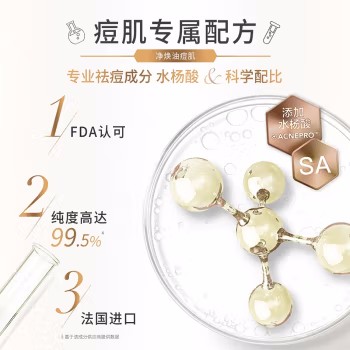 痘肌专属配方
净焕油痘肌
专业祛痘成分 水杨酸 & 科学配比
1 FDA认可
添加
水杨酸
ACNEPRO™
SA
2 纯度高达
99.5%*
3 法国进口